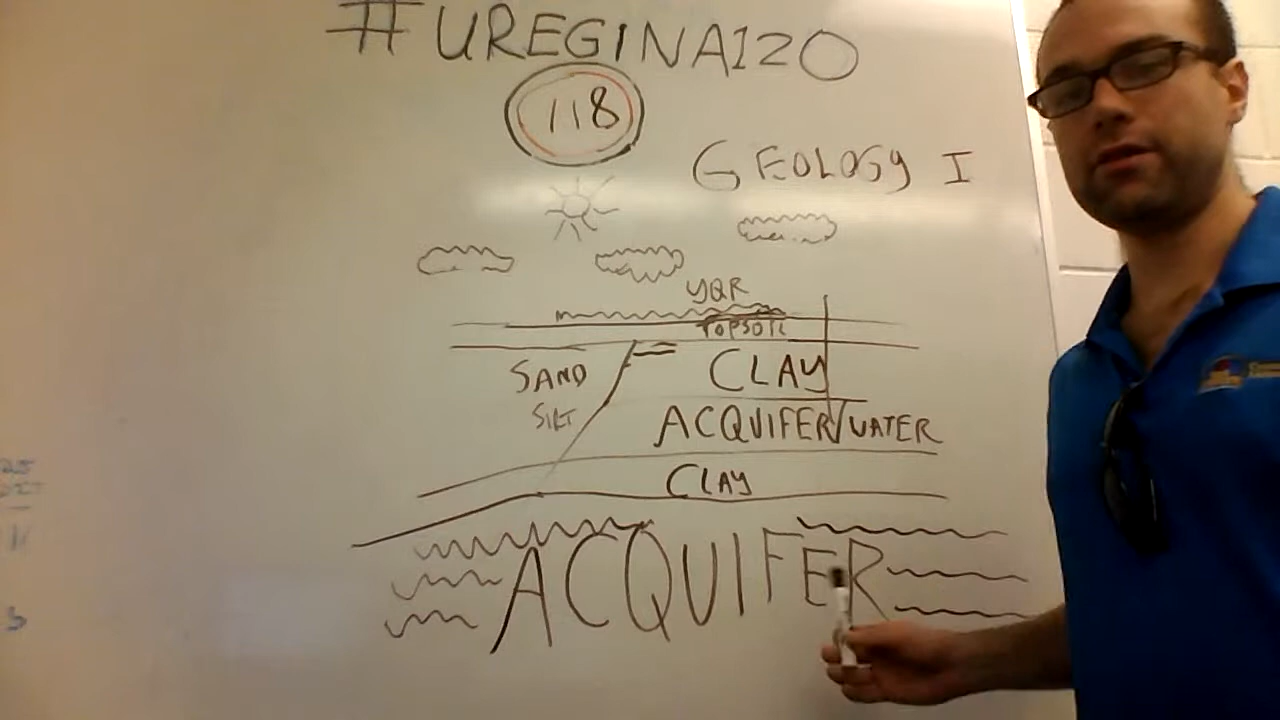 #UREGINA120
118
GEOLOGY I
YQR
TOPSOIL
SAND
CLAY
SILT
ACQUIFER/WATER
CLAY
ACQUIFER